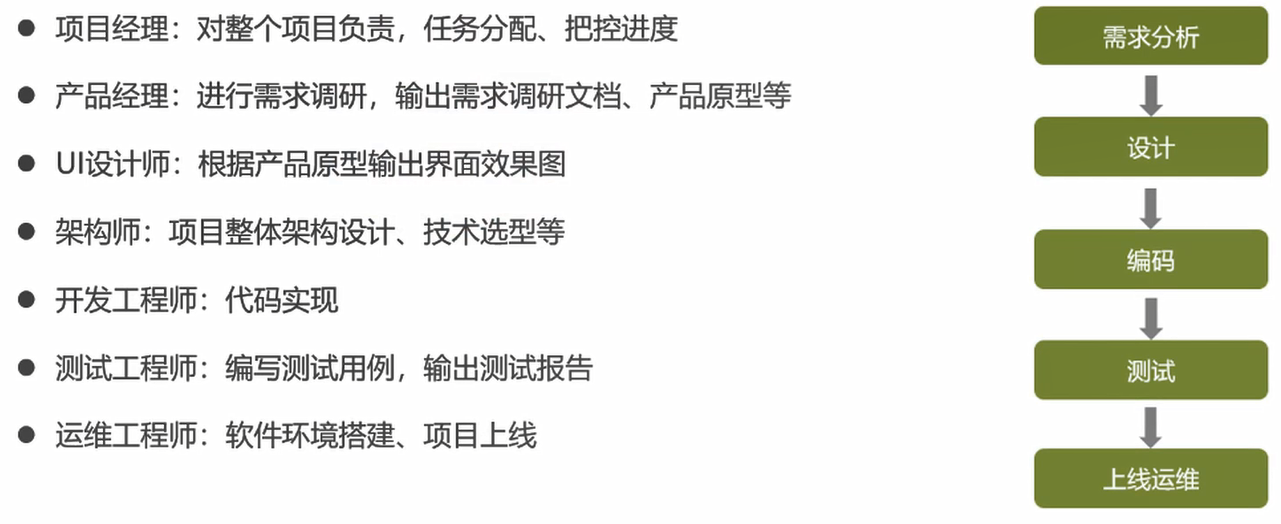 ● 项目经理：对整个项目负责，任务分配、把控进度
● 产品经理：进行需求调研，输出需求调研文档、产品原型等
● UI设计师：根据产品原型输出界面效果图
● 架构师：项目整体架构设计、技术选型等
● 开发工程师：代码实现
● 测试工程师：编写测试用例，输出测试报告
● 运维工程师：软件环境搭建、项目上线
需求分析
设计
编码
测试
上线运维